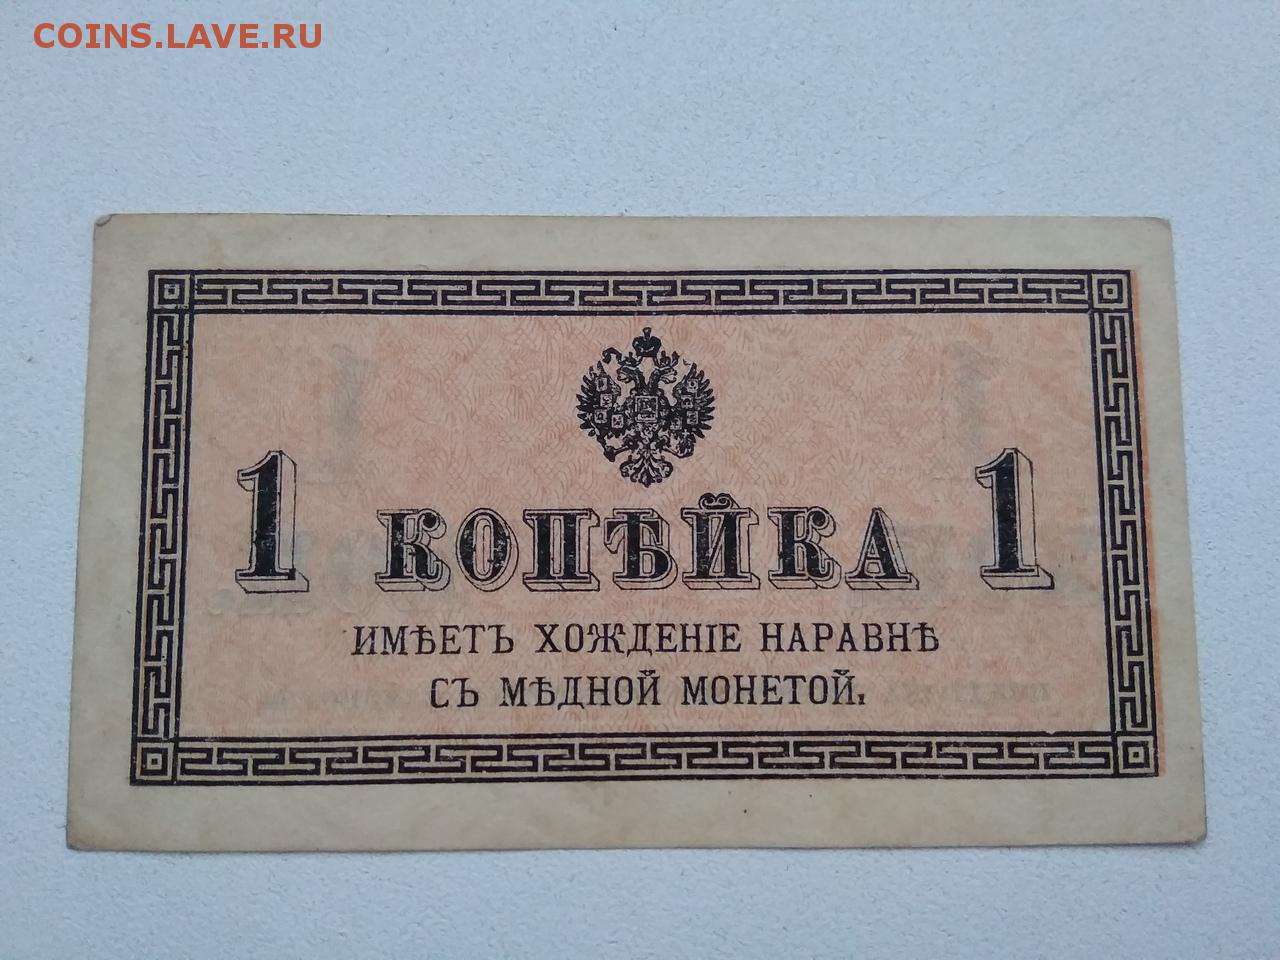 COINS.LAVE.RU
1 КОПѢЙКА 1
ИМѢЕТЪ ХОЖДЕНІЕ НАРАВНѢ
СЪ МѢДНОЙ МОНЕТОЙ.